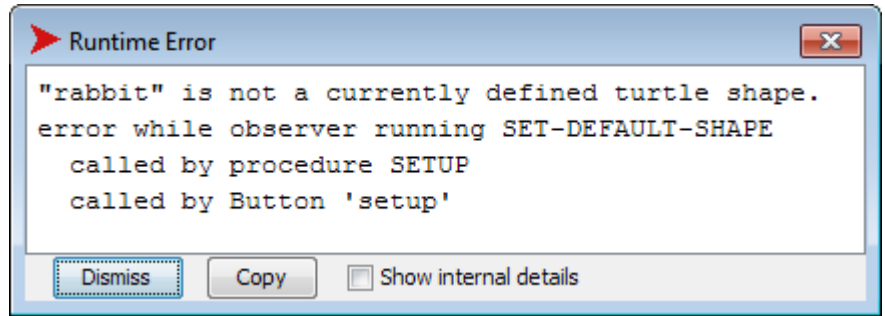 Runtime Error
"rabbit" is not a currently defined turtle shape.
error while observer running SET-DEFAULT-SHAPE
  called by procedure SETUP
  called by Button 'setup'
Dismiss Copy Show internal details